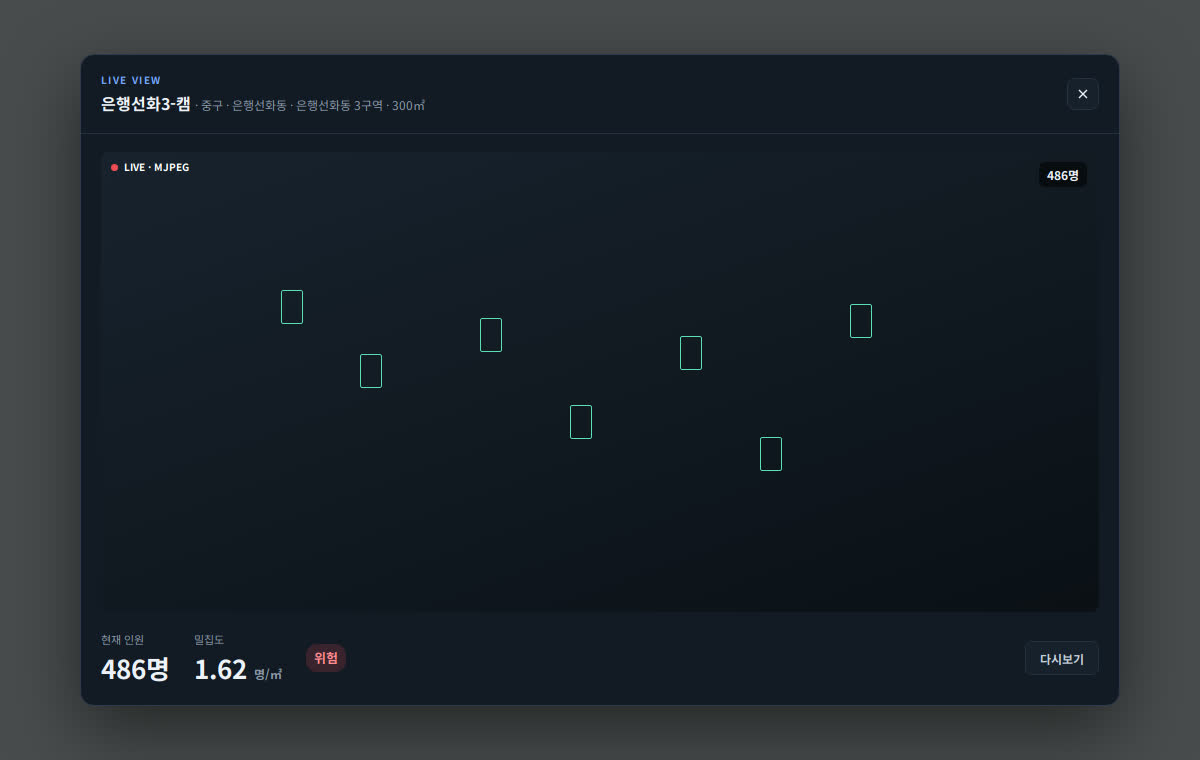 LIVE VIEW
은행선화3-캠 · 중구 · 은행선화동 · 은행선화동 3구역 · 300㎡
×
LIVE · MJPEG
486명
현재 인원
486명
밀집도
1.62 명/㎡
위험
다시보기